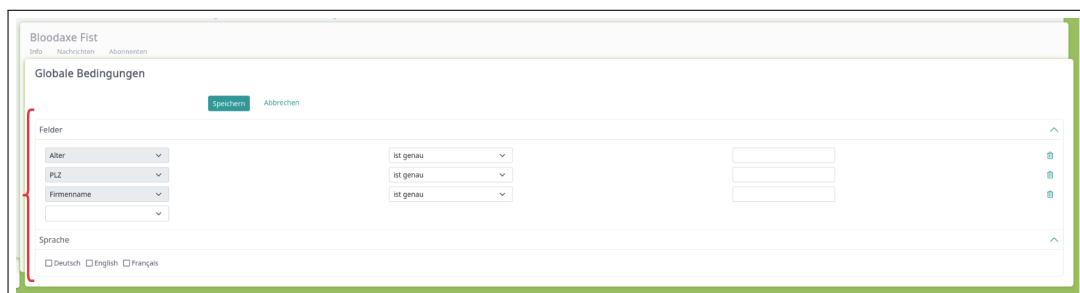 Bloodaxe Fist
Info Nachrichten Abonnenten
Globale Bedingungen
Speichern Abbrechen
Felder
Alter ist genau
PLZ ist genau
Firmenname ist genau
Sprache
Deutsch English Français